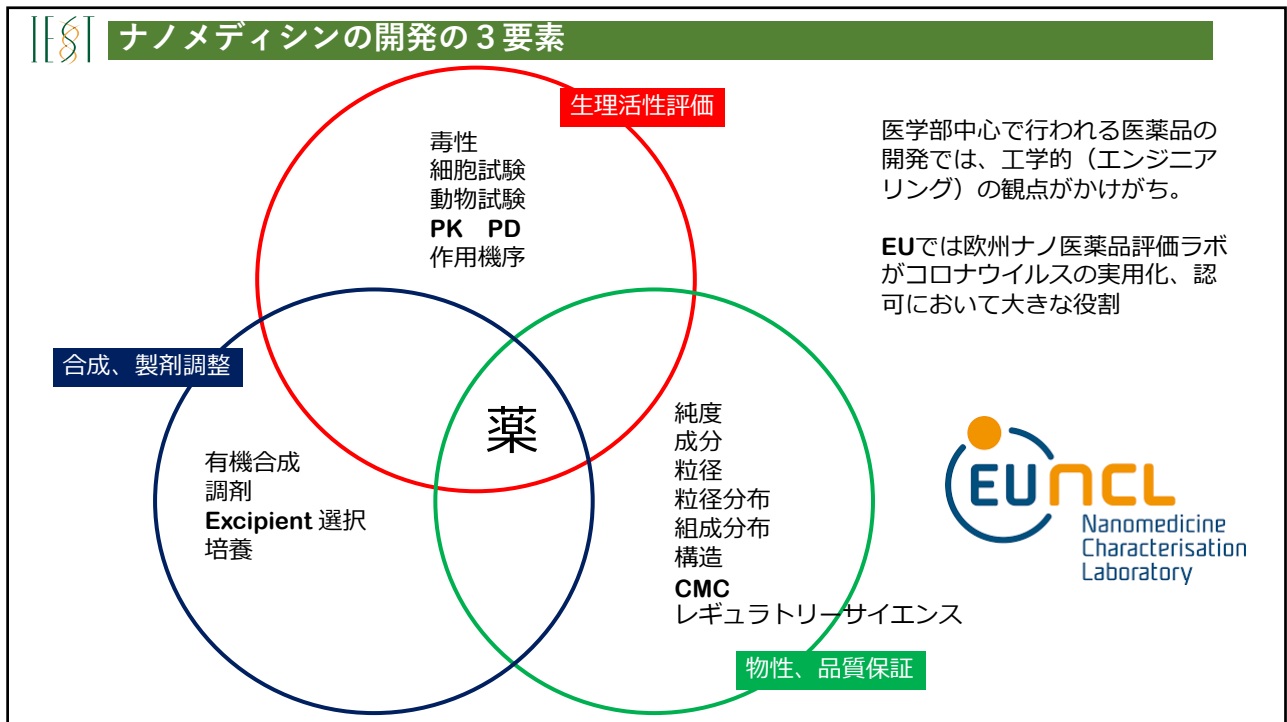 IEST
ナノメディシンの開発の３要素
生理活性評価
毒性
細胞試験
動物試験
PK　PD
作用機序
医学部中心で行われる医薬品の
開発では、工学的（エンジニア
リング）の観点がかけがち。
EUでは欧州ナノ医薬品評価ラボ
がコロナウイルスの実用化、認
可において大きな役割
合成、製剤調整
薬
有機合成
調剤
Excipient 選択
培養
純度
成分
粒径
粒径分布
組成分布
構造
CMC
レギュラトリーサイエンス
物性、品質保証
EUNCL
Nanomedicine
Characterisation
Laboratory